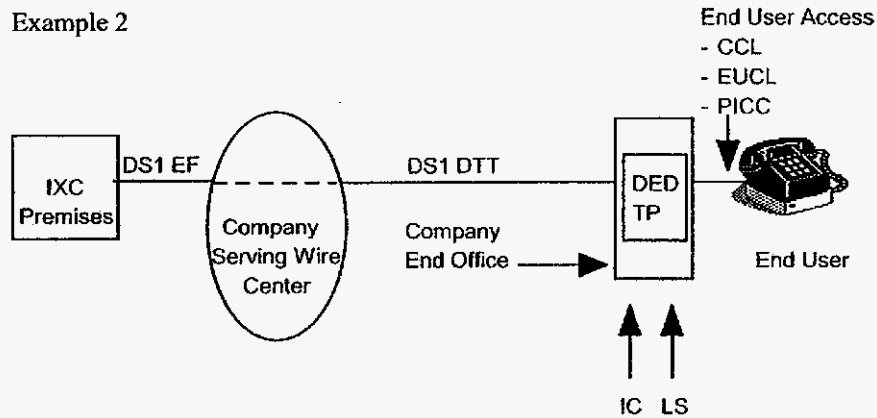 Example 2
End User Access
- CCL
- EUCL
- PICC
IXC
Premises
DS1 EF
Company
Serving Wire
Center
DS1 DTT
Company
End Office
DED
TP
End User
IC LS